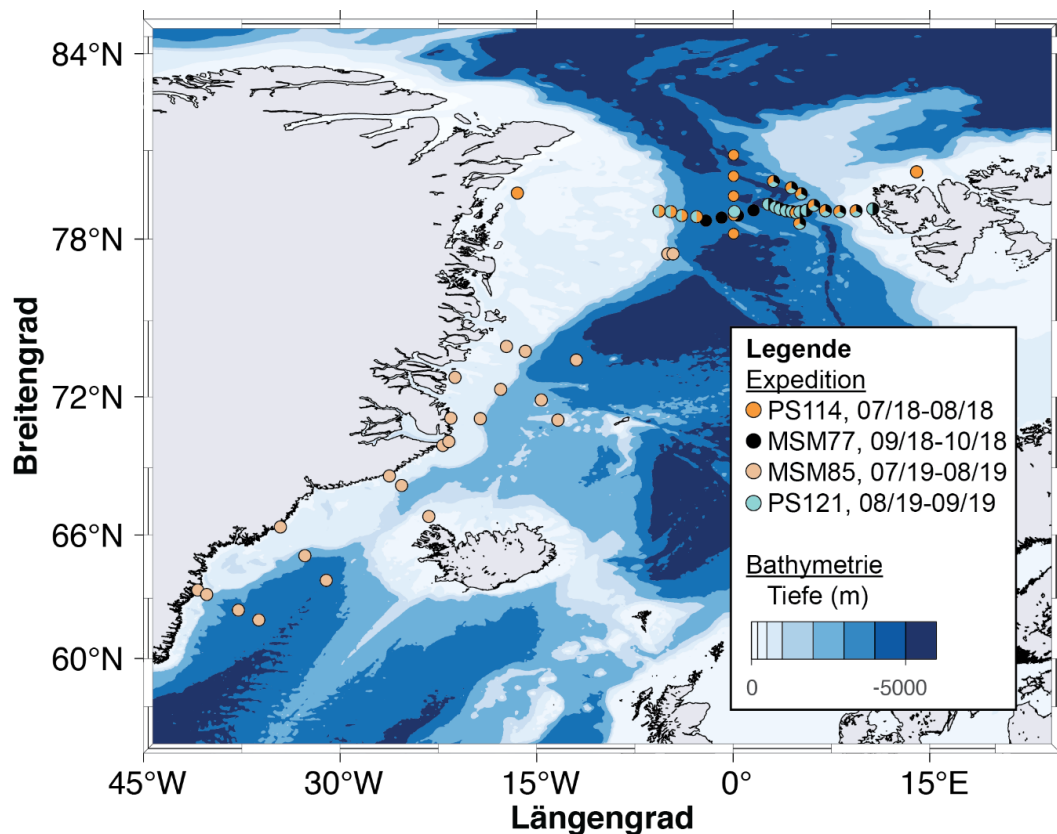 84°N
78°N
72°N
66°N
60°N
Breitengrad
Legende
Expedition
PS114, 07/18-08/18
MSM77, 09/18-10/18
MSM85, 07/19-08/19
PS121, 08/19-09/19
Bathymetrie
Tiefe (m)
0 -5000
45°W 30°W 15°W 0° 15°E
Längengrad